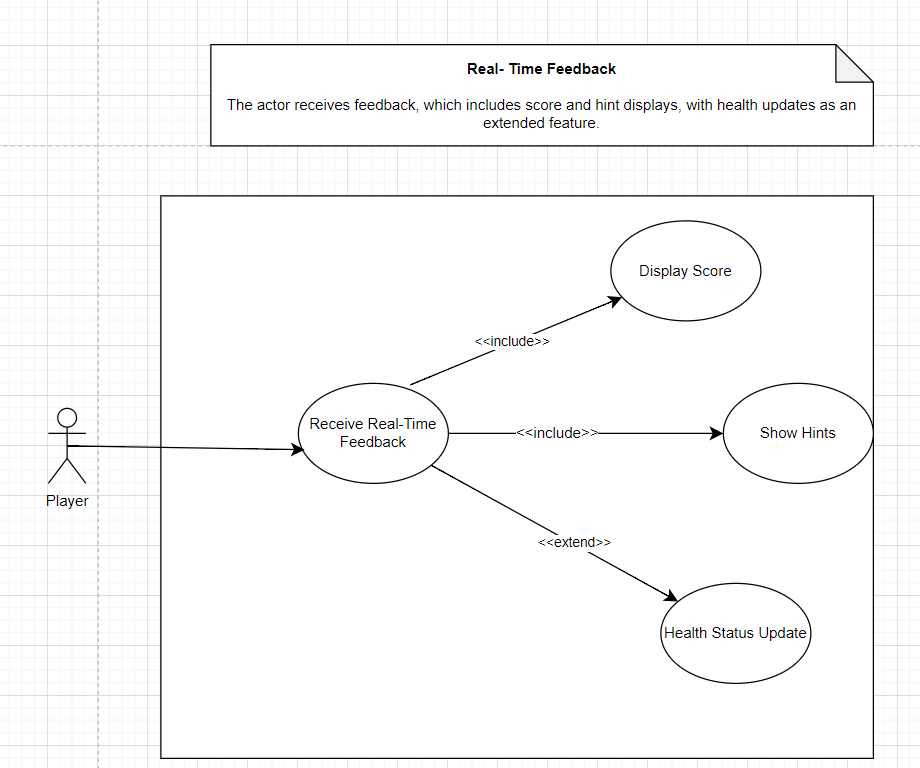 Real- Time Feedback
The actor receives feedback, which includes score and hint displays, with health updates as an
extended feature.
Display Score
<<include>>
Receive Real-Time
Feedback
<<include>>
Show Hints
Player
<<extend>>
Health Status Update